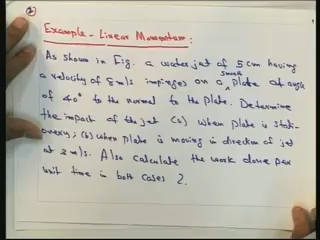 2
Example - Linear Momentum:
As shown in Fig. a water jet of 5 cm having
a velocity of 8 m/s impinges on a smooth plate at angle
of 40° to the normal to the plate. Determine
the impact of the jet (a) when plate is stati-
onery; (b) when plate is moving in direction of jet
at 2 m/s. Also calculate the work done per
unit time in both cases ?